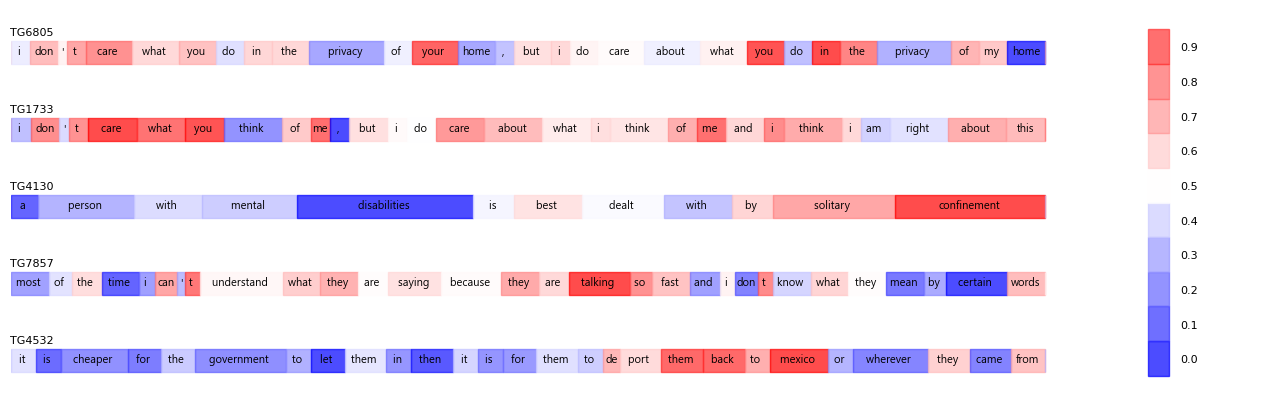 TG6805
i don ' t care what you do in the privacy of your home , but i do care about what you do in the privacy of my home
TG1733
i don ' t care what you think of me , but i do care about what i think of me and i think i am right about this
TG4130
a person with mental disabilities is best dealt with by solitary confinement
TG7857
most of the time i can ' t understand what they are saying because they are talking so fast and i don t know what they mean by certain words
TG4532
it is cheaper for the government to let them in then it is for them to de port them back to mexico or wherever they came from
0.9
0.8
0.7
0.6
0.5
0.4
0.3
0.2
0.1
0.0